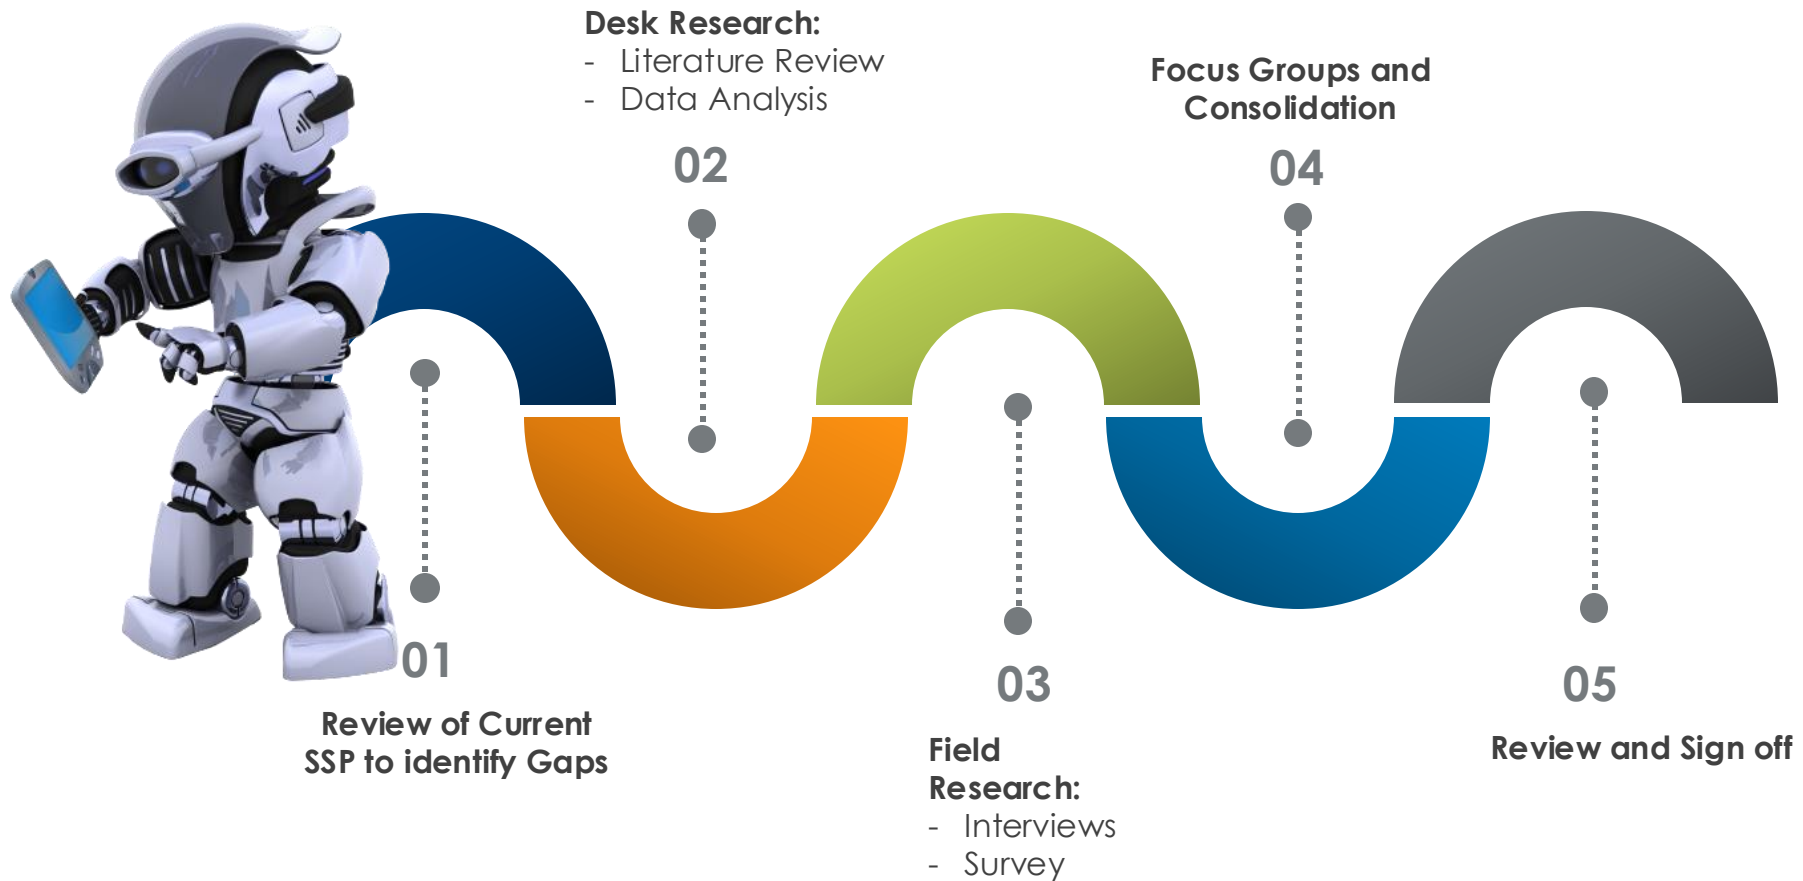 01
Review of Current
SSP to identify Gaps
Desk Research:
- Literature Review
- Data Analysis
02
03
Field
Research:
- Interviews
- Survey
Focus Groups and
Consolidation
04
05
Review and Sign off